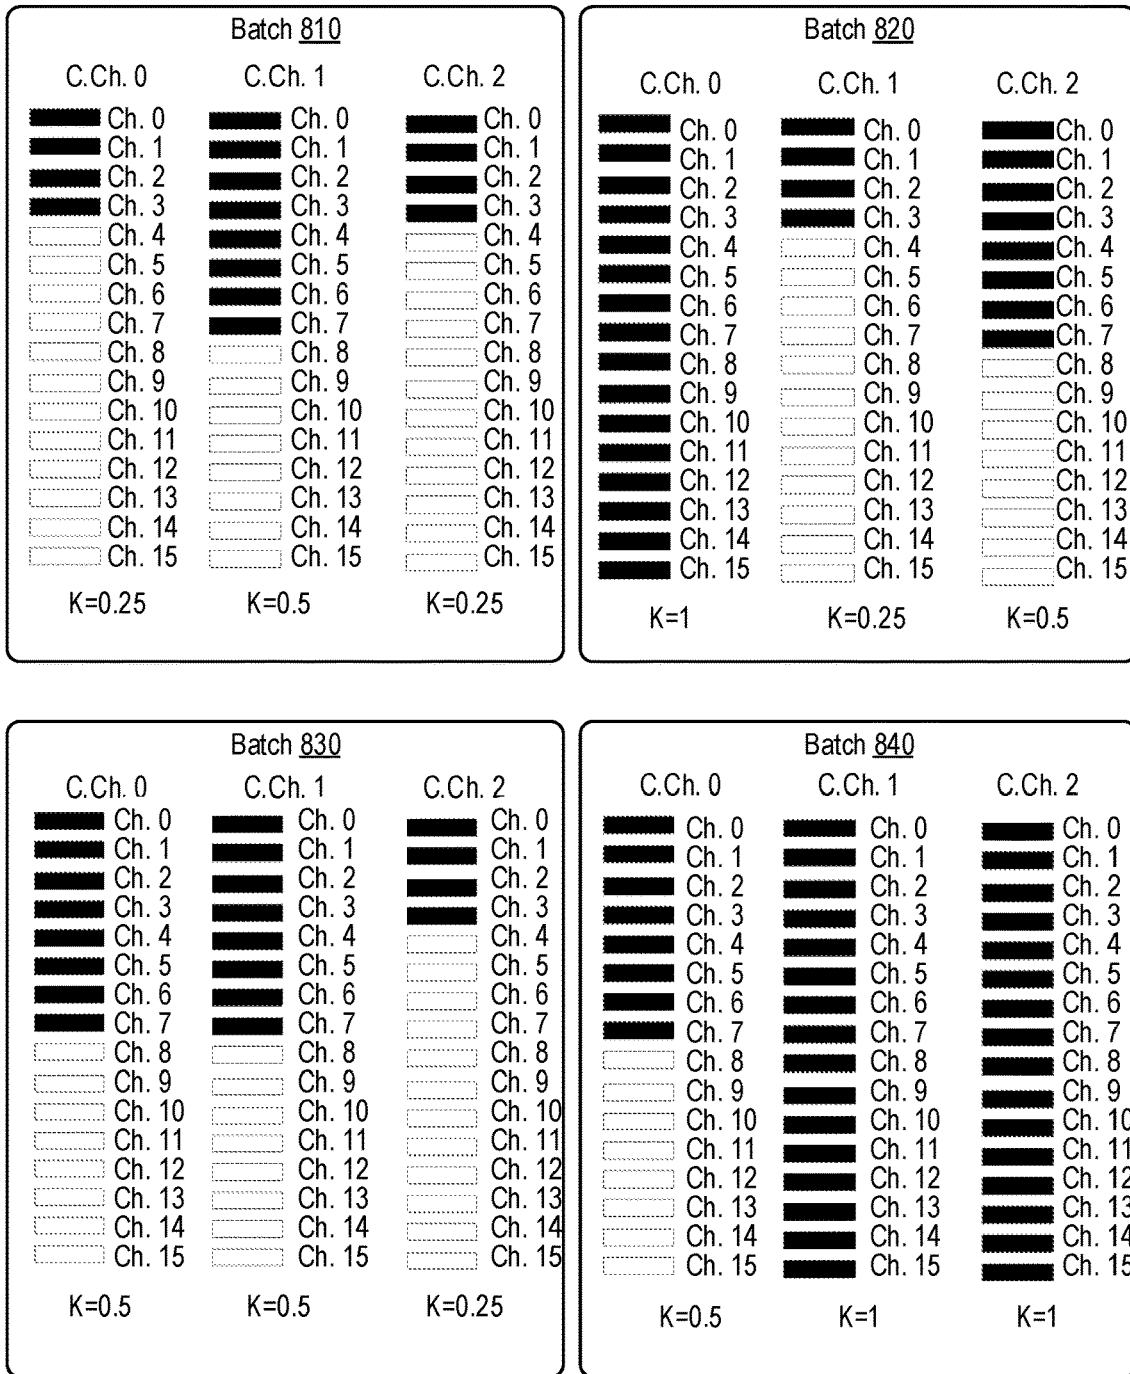 Batch 810
C.Ch. 0 C.Ch. 1 C.Ch. 2
Ch. 0 Ch. 0 Ch. 0
Ch. 1 Ch. 1 Ch. 1
Ch. 2 Ch. 2 Ch. 2
Ch. 3 Ch. 3 Ch. 3
Ch. 4 Ch. 4 Ch. 4
Ch. 5 Ch. 5 Ch. 5
Ch. 6 Ch. 6 Ch. 6
Ch. 7 Ch. 7 Ch. 7
Ch. 8 Ch. 8 Ch. 8
Ch. 9 Ch. 9 Ch. 9
Ch. 10 Ch. 10 Ch. 10
Ch. 11 Ch. 11 Ch. 11
Ch. 12 Ch. 12 Ch. 12
Ch. 13 Ch. 13 Ch. 13
Ch. 14 Ch. 14 Ch. 14
Ch. 15 Ch. 15 Ch. 15
K=0.25 K=0.5 K=0.25
Batch 820
C.Ch. 0 C.Ch. 1 C.Ch. 2
Ch. 0 Ch. 0 Ch. 0
Ch. 1 Ch. 1 Ch. 1
Ch. 2 Ch. 2 Ch. 2
Ch. 3 Ch. 3 Ch. 3
Ch. 4 Ch. 4 Ch. 4
Ch. 5 Ch. 5 Ch. 5
Ch. 6 Ch. 6 Ch. 6
Ch. 7 Ch. 7 Ch. 7
Ch. 8 Ch. 8 Ch. 8
Ch. 9 Ch. 9 Ch. 9
Ch. 10 Ch. 10 Ch. 10
Ch. 11 Ch. 11 Ch. 11
Ch. 12 Ch. 12 Ch. 12
Ch. 13 Ch. 13 Ch. 13
Ch. 14 Ch. 14 Ch. 14
Ch. 15 Ch. 15 Ch. 15
K=1 K=0.25 K=0.5
Batch 830
C.Ch. 0 C.Ch. 1 C.Ch. 2
Ch. 0 Ch. 0 Ch. 0
Ch. 1 Ch. 1 Ch. 1
Ch. 2 Ch. 2 Ch. 2
Ch. 3 Ch. 3 Ch. 3
Ch. 4 Ch. 4 Ch. 4
Ch. 5 Ch. 5 Ch. 5
Ch. 6 Ch. 6 Ch. 6
Ch. 7 Ch. 7 Ch. 7
Ch. 8 Ch. 8 Ch. 8
Ch. 9 Ch. 9 Ch. 9
Ch. 10 Ch. 10 Ch. 10
Ch. 11 Ch. 11 Ch. 11
Ch. 12 Ch. 12 Ch. 12
Ch. 13 Ch. 13 Ch. 13
Ch. 14 Ch. 14 Ch. 14
Ch. 15 Ch. 15 Ch. 15
K=0.5 K=0.5 K=0.25
Batch 840
C.Ch. 0 C.Ch. 1 C.Ch. 2
Ch. 0 Ch. 0 Ch. 0
Ch. 1 Ch. 1 Ch. 1
Ch. 2 Ch. 2 Ch. 2
Ch. 3 Ch. 3 Ch. 3
Ch. 4 Ch. 4 Ch. 4
Ch. 5 Ch. 5 Ch. 5
Ch. 6 Ch. 6 Ch. 6
Ch. 7 Ch. 7 Ch. 7
Ch. 8 Ch. 8 Ch. 8
Ch. 9 Ch. 9 Ch. 9
Ch. 10 Ch. 10 Ch. 10
Ch. 11 Ch. 11 Ch. 11
Ch. 12 Ch. 12 Ch. 12
Ch. 13 Ch. 13 Ch. 13
Ch. 14 Ch. 14 Ch. 14
Ch. 15 Ch. 15 Ch. 15
K=0.5 K=1 K=1